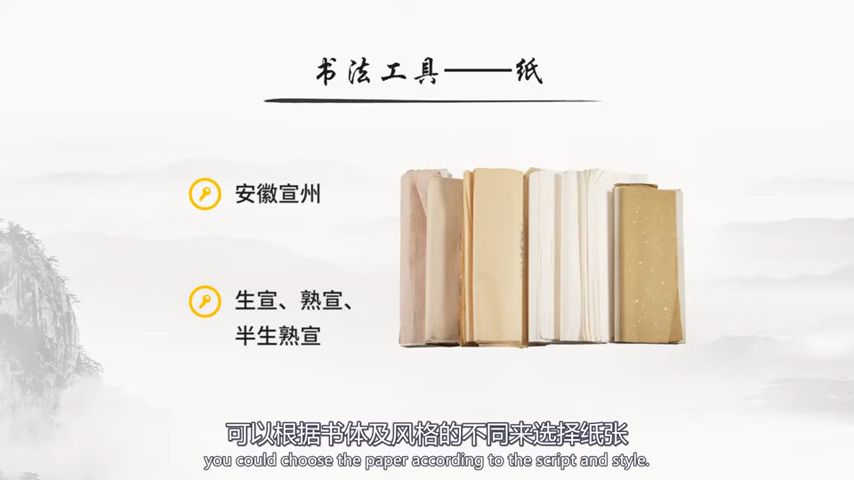 书法工具——纸
安徽宣州
生宣、熟宣、
半生熟宣
可以根据书体及风格的不同来选择纸张
you could choose the paper according to the script and style.